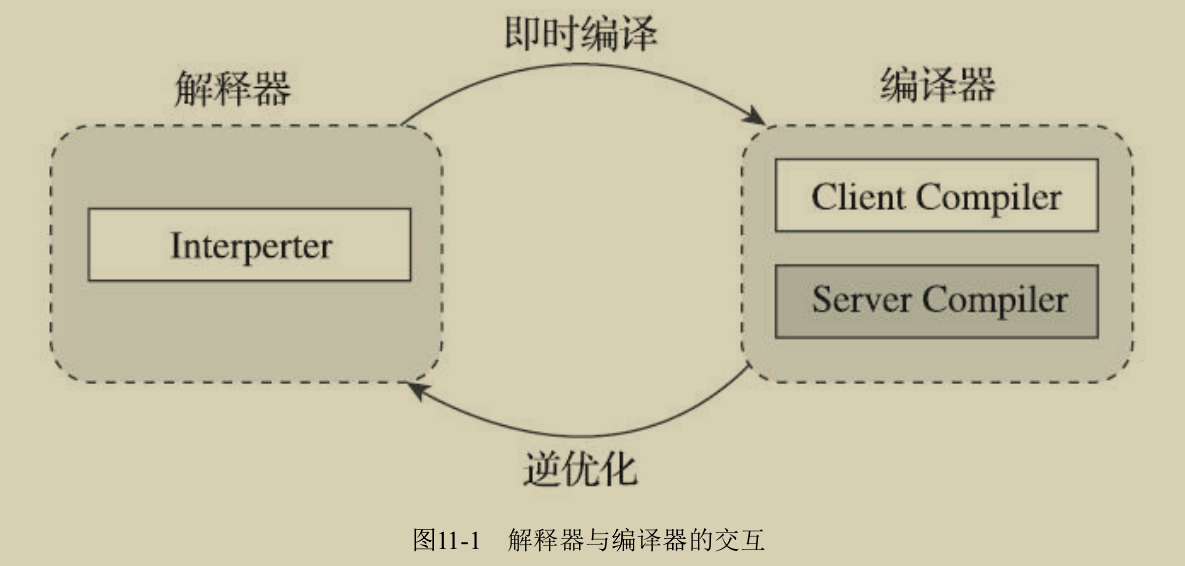 即时编译
解释器
编译器
Interperter
Client Compiler
Server Compiler
逆优化
图11-1 解释器与编译器的交互